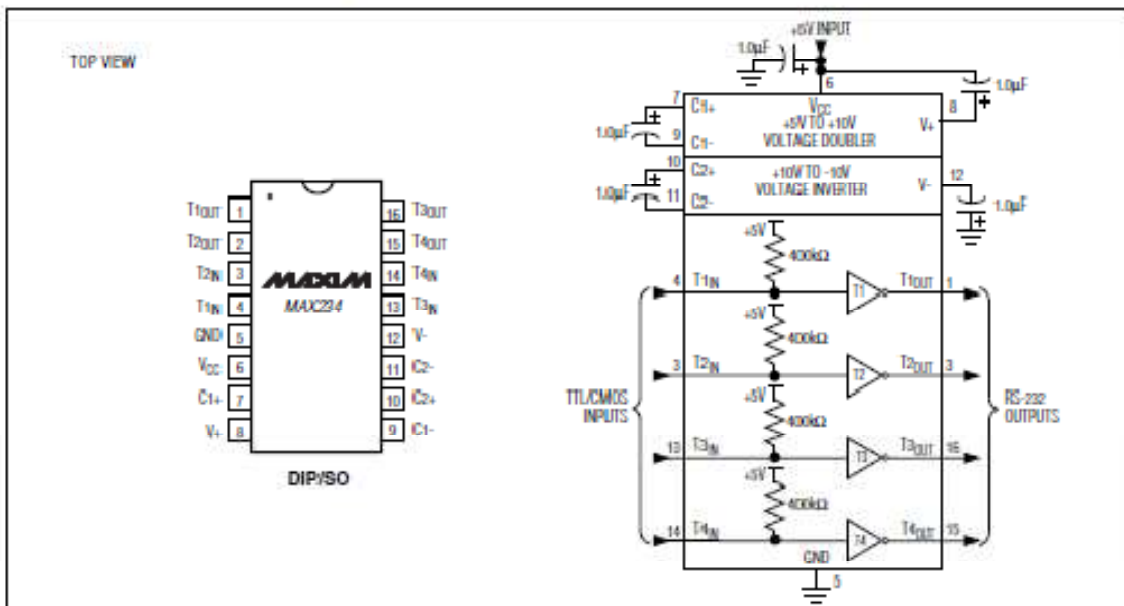 TOP VIEW
T1OUT 1
T2OUT 2
T2IN 3
T1IN 4
GND 5
VCC 6
C1+ 7
V+ 8
16 T3OUT
15 T4OUT
14 T4IN
13 T3IN
12 V-
11 C2-
10 C2+
9 C1-
MAXIM
MAX234
DIP/SO
+5V INPUT
1.0µF
6
7 C1+
VCC
8
1.0µF
+5V TO +10V
V+
1.0µF
9 C1-
VOLTAGE DOUBLER
10 C2+
+10V TO -10V
V- 12
1.0µF
11 C2-
VOLTAGE INVERTER
1.0µF
+5V
400kΩ
4 T1IN T1 T1OUT 1
+5V
400kΩ
3 T2IN T2 T2OUT 3
+5V
TTL/CMOS
INPUTS
RS-232
OUTPUTS
400kΩ
13 T3IN T3 T3OUT 16
+5V
400kΩ
14 T4IN T4 T4OUT 15
GND
5